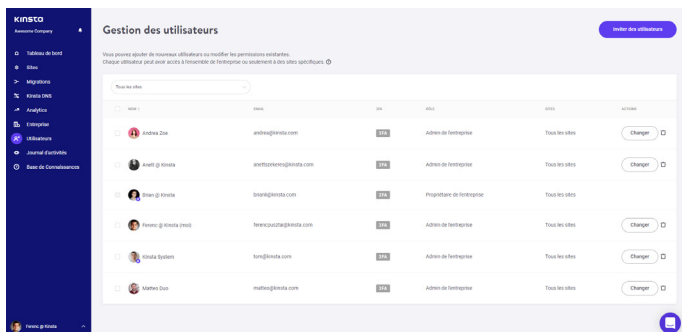 KINSTA
Awesome Company
Tableau de bord
Sites
Migrations
Kinsta DNS
Analytics
Entreprise
Utilisateurs
Journal d'activités
Base de Connaissances
Ferenc @ Kinsta
Gestion des utilisateurs
Inviter des utilisateurs
Vous pouvez ajouter de nouveaux utilisateurs ou modifier les permissions existantes.
Chaque utilisateur peut avoir accès à l'ensemble de l'entreprise ou seulement à des sites spécifiques.
Tous les sites
NOM EMAIL 2FA RÔLE SITES ACTIONS
Andrea Zoë andrea@kinsta.com 2FA Admin de l'entreprise Tous les sites Changer
Anett @ Kinsta anettszekeres@kinsta.com 2FA Admin de l'entreprise Tous les sites Changer
Brian @ Kinsta brianli@kinsta.com 2FA Propriétaire de l'entreprise Tous les sites
Ferenc @ Kinsta ferencpusztai@kinsta.com 2FA Admin de l'entreprise Tous les sites Changer
Kinsta System tom@kinsta.com 2FA Admin de l'entreprise Tous les sites Changer
Matteo Duo matteo@kinsta.com 2FA Admin de l'entreprise Tous les sites Changer